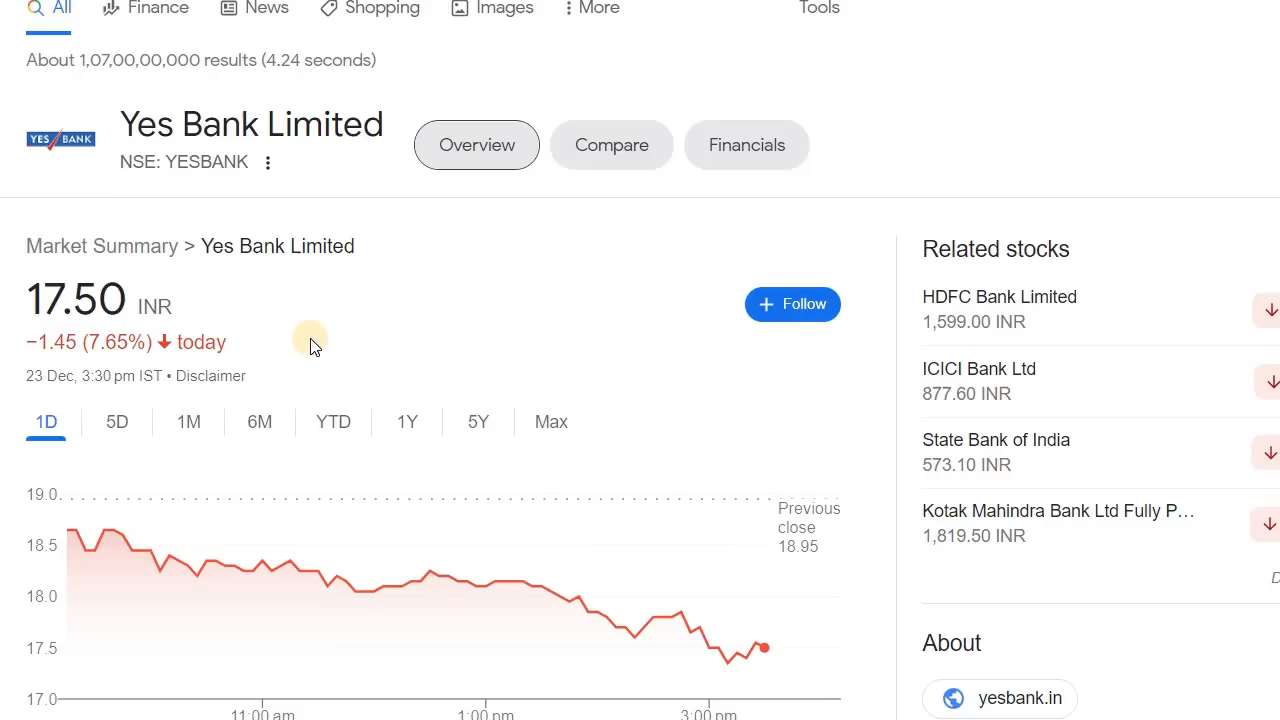 All Finance News Shopping Images More Tools
About 1,07,00,00,000 results (4.24 seconds)
YES BANK
Yes Bank Limited
NSE: YESBANK
Overview Compare Financials
Market Summary > Yes Bank Limited
17.50 INR
Follow
−1.45 (7.65%) today
23 Dec, 3:30 pm IST • Disclaimer
1D 5D 1M 6M YTD 1Y 5Y Max
19.0
18.5
18.0
17.5
17.0
Previous
close
18.95
11:00 am 1:00 pm 3:00 pm
Related stocks
HDFC Bank Limited
1,599.00 INR
ICICI Bank Ltd
877.60 INR
State Bank of India
573.10 INR
Kotak Mahindra Bank Ltd Fully P…
1,819.50 INR
About
yesbank.in